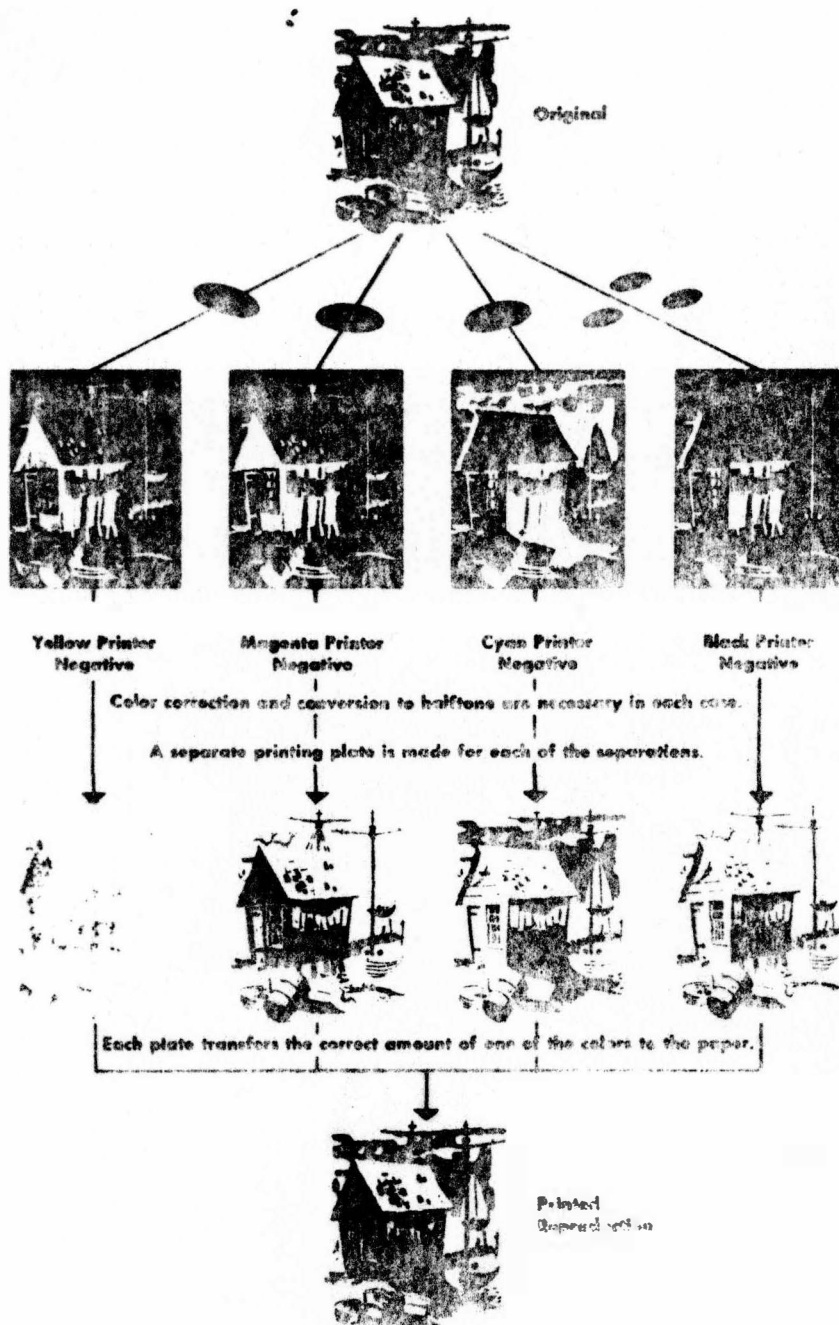 Original
Yellow Printer
Negative
Magenta Printer
Negative
Cyan Printer
Negative
Black Printer
Negative
Color correction and conversion to halftone are necessary in each case.
A separate printing plate is made for each of the separations.
Each plate transfers the correct amount of one of the colors to the paper.
Printed
Reproduction